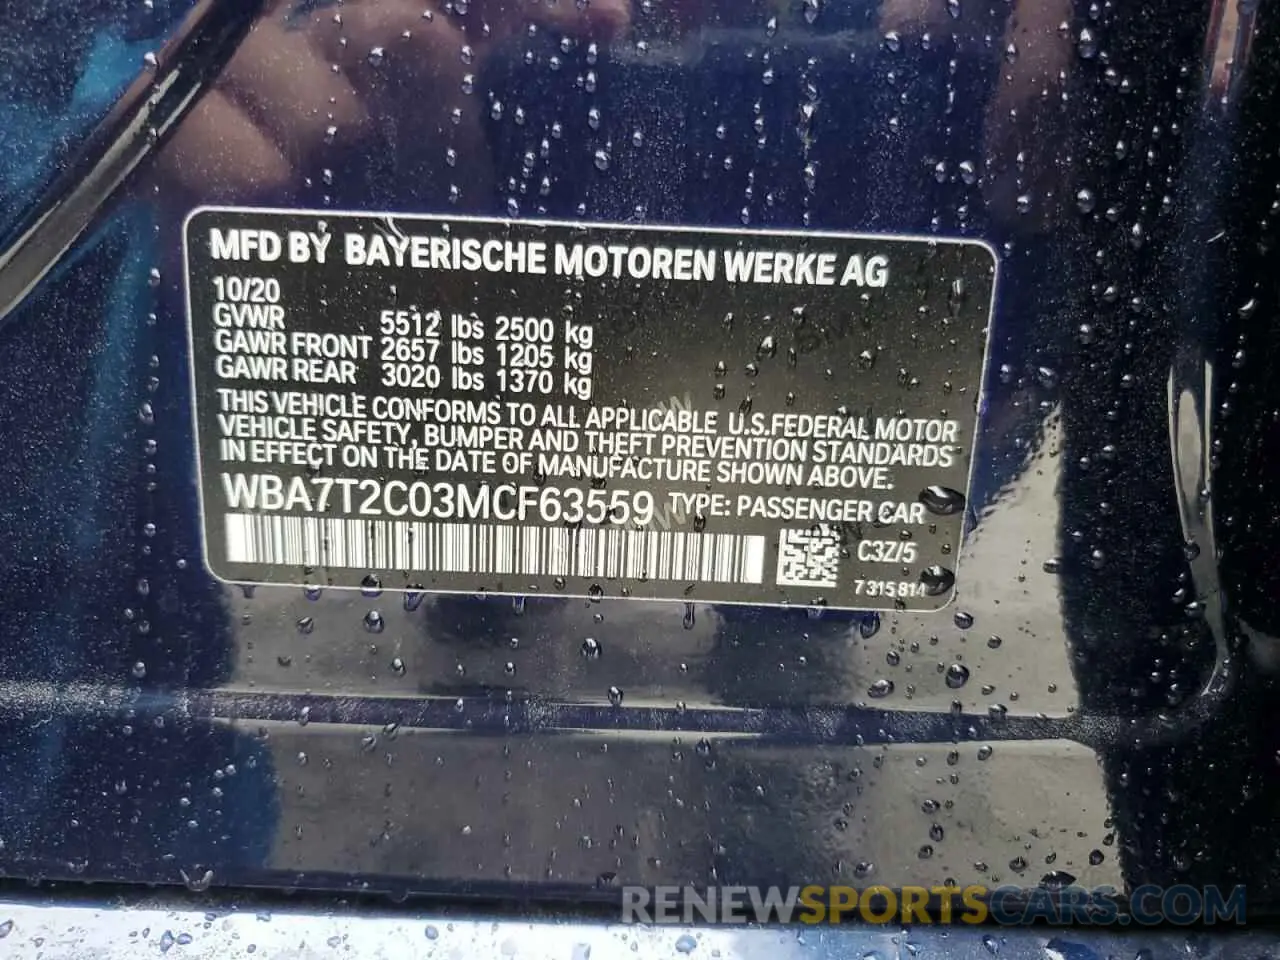 MFD BY BAYERISCHE MOTOREN WERKE AG
10/20
GVWR 5512 lbs 2500 kg
GAWR FRONT 2657 lbs 1205 kg
GAWR REAR 3020 lbs 1370 kg
THIS VEHICLE CONFORMS TO ALL APPLICABLE U.S.FEDERAL MOTOR
VEHICLE SAFETY, BUMPER AND THEFT PREVENTION STANDARDS
IN EFFECT ON THE DATE OF MANUFACTURE SHOWN ABOVE.
WBA7T2C03MCF63559 TYPE: PASSENGER CAR
C3Z/5
7 315 814
RENEWSPORTSCARS.COM